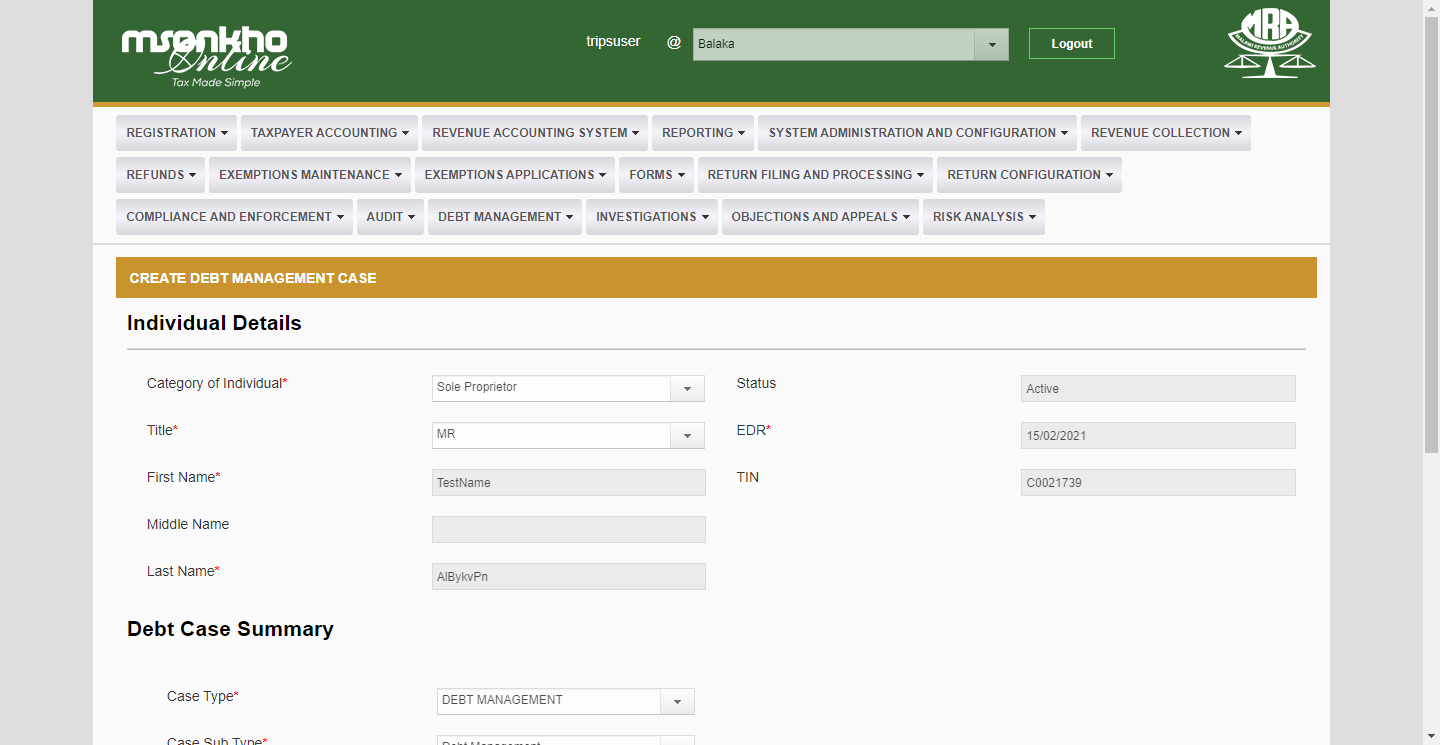 msonkho
Online
Tax Made Simple
tripsuser @ Balaka Logout
MRA
MALAWI REVENUE AUTHORITY
REGISTRATION TAXPAYER ACCOUNTING REVENUE ACCOUNTING SYSTEM REPORTING SYSTEM ADMINISTRATION AND CONFIGURATION REVENUE COLLECTION
REFUNDS EXEMPTIONS MAINTENANCE EXEMPTIONS APPLICATIONS FORMS RETURN FILING AND PROCESSING RETURN CONFIGURATION
COMPLIANCE AND ENFORCEMENT AUDIT DEBT MANAGEMENT INVESTIGATIONS OBJECTIONS AND APPEALS RISK ANALYSIS
CREATE DEBT MANAGEMENT CASE
Individual Details
Category of Individual* Sole Proprietor Status Active
Title* MR EDR* 15/02/2021
First Name* TestName TIN C0021739
Middle Name
Last Name* AlBykvPn
Debt Case Summary
Case Type* DEBT MANAGEMENT
Case Sub Type* Debt Management